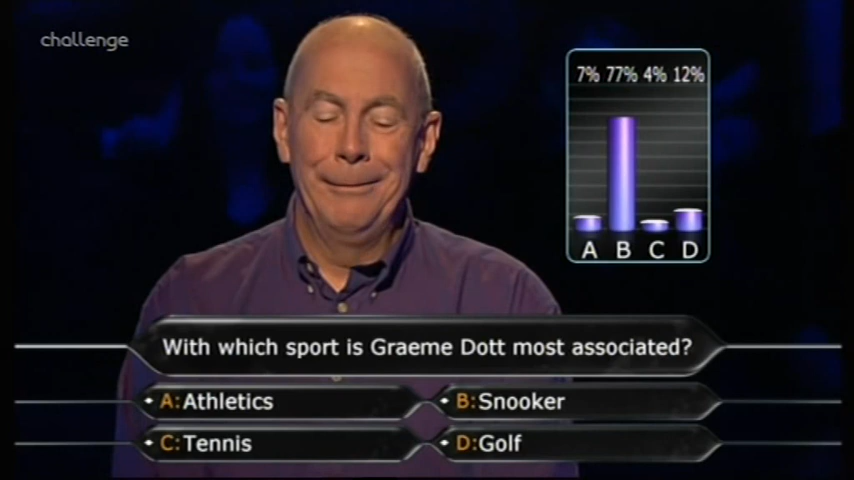 challenge
7% 77% 4% 12%
A B C D
With which sport is Graeme Dott most associated?
A: Athletics
B: Snooker
C: Tennis
D: Golf